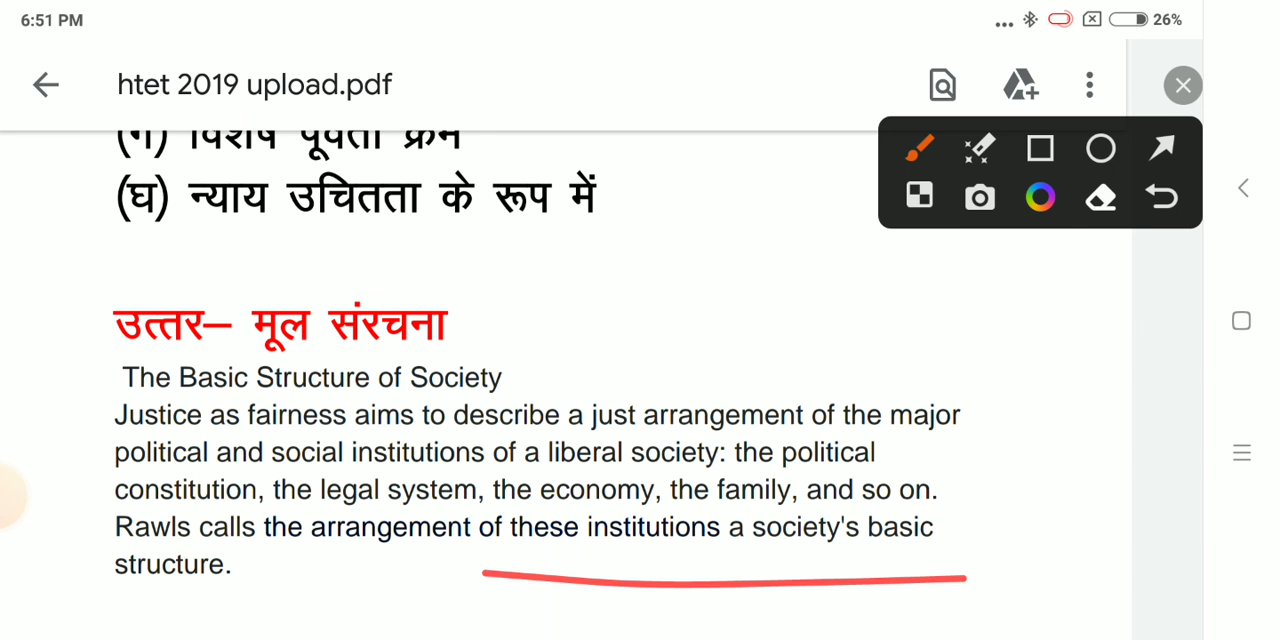 6:51 PM
26%
htet 2019 upload.pdf
(ग) विशेष पूर्वता क्रम
(घ) न्याय उचितता के रूप में
उत्तर– मूल संरचना
The Basic Structure of Society
Justice as fairness aims to describe a just arrangement of the major
political and social institutions of a liberal society: the political
constitution, the legal system, the economy, the family, and so on.
Rawls calls the arrangement of these institutions a society's basic
structure.